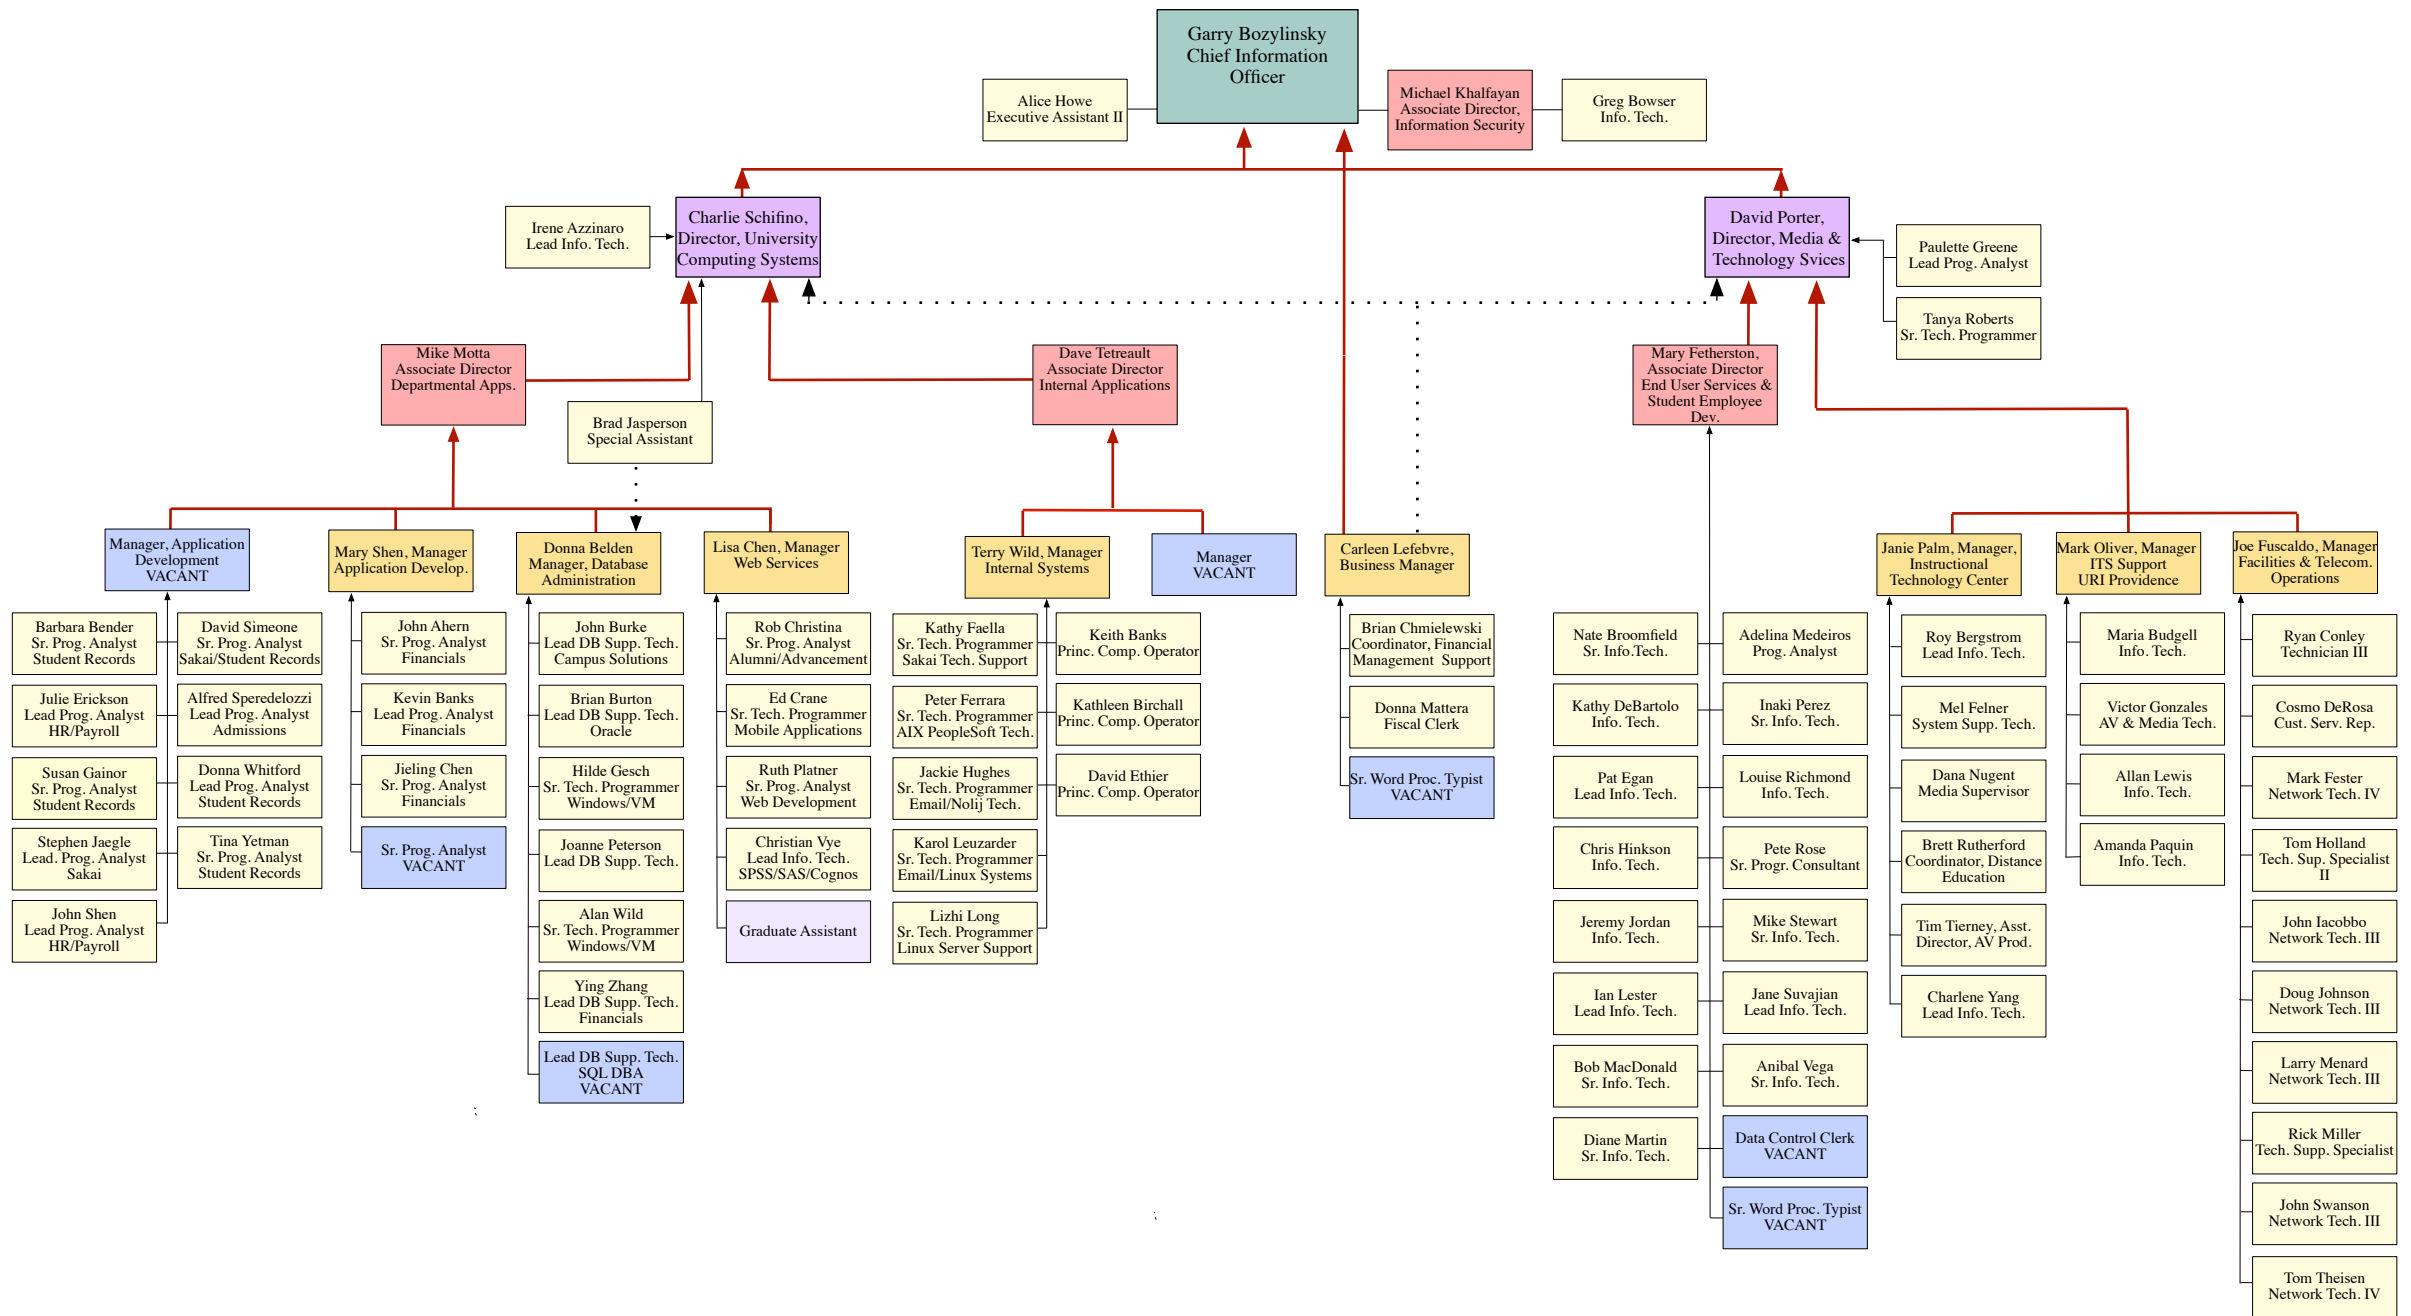 Garry Bozylinsky
Chief Information
Officer
Alice Howe
Executive Assistant II
Michael Khalfayan
Associate Director,
Information Security
Greg Bowser
Info. Tech.
Irene Azzinaro
Lead Info. Tech.
Charlie Schifino,
Director, University
Computing Systems
David Porter,
Director, Media &
Technology Svices
Paulette Greene
Lead Prog. Analyst
Tanya Roberts
Sr. Tech. Programmer
Mike Motta
Associate Director
Departmental Apps.
Brad Jasperson
Special Assistant
Dave Tetreault
Associate Director
Internal Applications
Mary Fetherston,
Associate Director
End User Services &
Student Employee
Dev.
Manager, Application
Development
VACANT
Mary Shen, Manager
Application Develop.
Donna Belden
Manager, Database
Administration
Lisa Chen, Manager
Web Services
Terry Wild, Manager
Internal Systems
Manager
VACANT
Carleen Lefebvre,
Business Manager
Janie Palm, Manager,
Instructional
Technology Center
Mark Oliver, Manager
ITS Support
URI Providence
Joe Fuscaldo, Manager
Facilities & Telecom.
Operations
Barbara Bender
Sr. Prog. Analyst
Student Records
Julie Erickson
Lead Prog. Analyst
HR/Payroll
Susan Gainor
Sr. Prog. Analyst
Student Records
Stephen Jaegle
Lead. Prog. Analyst
Sakai
John Shen
Lead Prog. Analyst
HR/Payroll
David Simeone
Sr. Prog. Analyst
Sakai/Student Records
Alfred Speredelozzi
Lead Prog. Analyst
Admissions
Donna Whitford
Lead Prog. Analyst
Student Records
Tina Yetman
Sr. Prog. Analyst
Student Records
John Ahern
Sr. Prog. Analyst
Financials
Kevin Banks
Lead Prog. Analyst
Financials
Jieling Chen
Sr. Prog. Analyst
Financials
Sr. Prog. Analyst
VACANT
John Burke
Lead DB Supp. Tech.
Campus Solutions
Brian Burton
Lead DB Supp. Tech.
Oracle
Hilde Gesch
Sr. Tech. Programmer
Windows/VM
Joanne Peterson
Lead DB Supp. Tech.
Alan Wild
Sr. Tech. Programmer
Windows/VM
Ying Zhang
Lead DB Supp. Tech.
Financials
Lead DB Supp. Tech.
SQL DBA
VACANT
Rob Christina
Sr. Prog. Analyst
Alumni/Advancement
Ed Crane
Sr. Tech. Programmer
Mobile Applications
Ruth Platner
Sr. Prog. Analyst
Web Development
Christian Vye
Lead Info. Tech.
SPSS/SAS/Cognos
Graduate Assistant
Kathy Faella
Sr. Tech. Programmer
Sakai Tech. Support
Peter Ferrara
Sr. Tech. Programmer
AIX PeopleSoft Tech.
Jackie Hughes
Sr. Tech. Programmer
Email/Nolij Tech.
Karol Leuzarder
Sr. Tech. Programmer
Email/Linux Systems
Lizhi Long
Sr. Tech. Programmer
Linux Server Support
Keith Banks
Princ. Comp. Operator
Kathleen Birchall
Princ. Comp. Operator
David Ethier
Princ. Comp. Operator
Brian Chmielewski
Coordinator, Financial
Management Support
Donna Mattera
Fiscal Clerk
Sr. Word Proc. Typist
VACANT
Nate Broomfield
Sr. Info.Tech.
Kathy DeBartolo
Info. Tech.
Pat Egan
Lead Info. Tech.
Chris Hinkson
Info. Tech.
Jeremy Jordan
Info. Tech.
Ian Lester
Lead Info. Tech.
Bob MacDonald
Sr. Info. Tech.
Diane Martin
Sr. Info. Tech.
Adelina Medeiros
Prog. Analyst
Inaki Perez
Sr. Info. Tech.
Louise Richmond
Info. Tech.
Pete Rose
Sr. Progr. Consultant
Mike Stewart
Sr. Info. Tech.
Jane Suvajian
Lead Info. Tech.
Anibal Vega
Sr. Info. Tech.
Data Control Clerk
VACANT
Sr. Word Proc. Typist
VACANT
Roy Bergstrom
Lead Info. Tech.
Mel Felner
System Supp. Tech.
Dana Nugent
Media Supervisor
Brett Rutherford
Coordinator, Distance
Education
Tim Tierney, Asst.
Director, AV Prod.
Charlene Yang
Lead Info. Tech.
Maria Budgell
Info. Tech.
Victor Gonzales
AV & Media Tech.
Allan Lewis
Info. Tech.
Amanda Paquin
Info. Tech.
Ryan Conley
Technician III
Cosmo DeRosa
Cust. Serv. Rep.
Mark Fester
Network Tech. IV
Tom Holland
Tech. Sup. Specialist
II
John Iacobbo
Network Tech. III
Doug Johnson
Network Tech. III
Larry Menard
Network Tech. III
Rick Miller
Tech. Supp. Specialist
John Swanson
Network Tech. III
Tom Theisen
Network Tech. IV